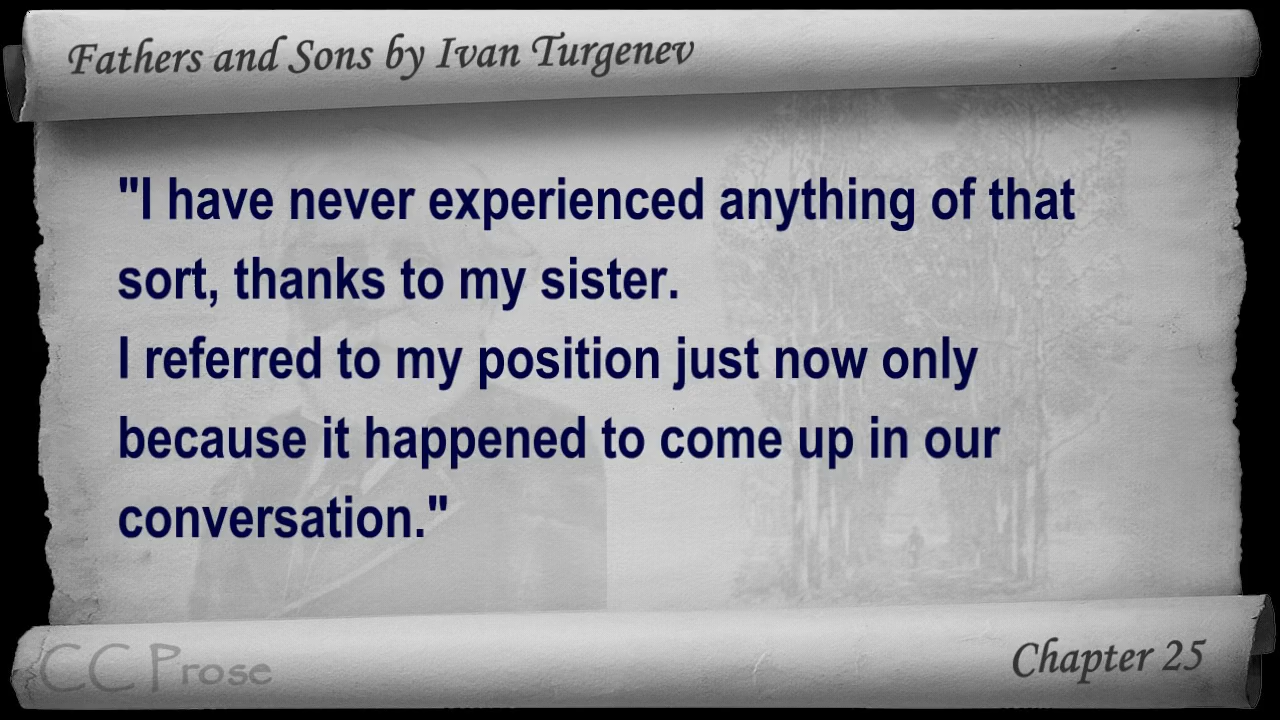 Fathers and Sons by Ivan Turgenev
"I have never experienced anything of that
sort, thanks to my sister.
I referred to my position just now only
because it happened to come up in our
conversation."
CC Prose
Chapter 25